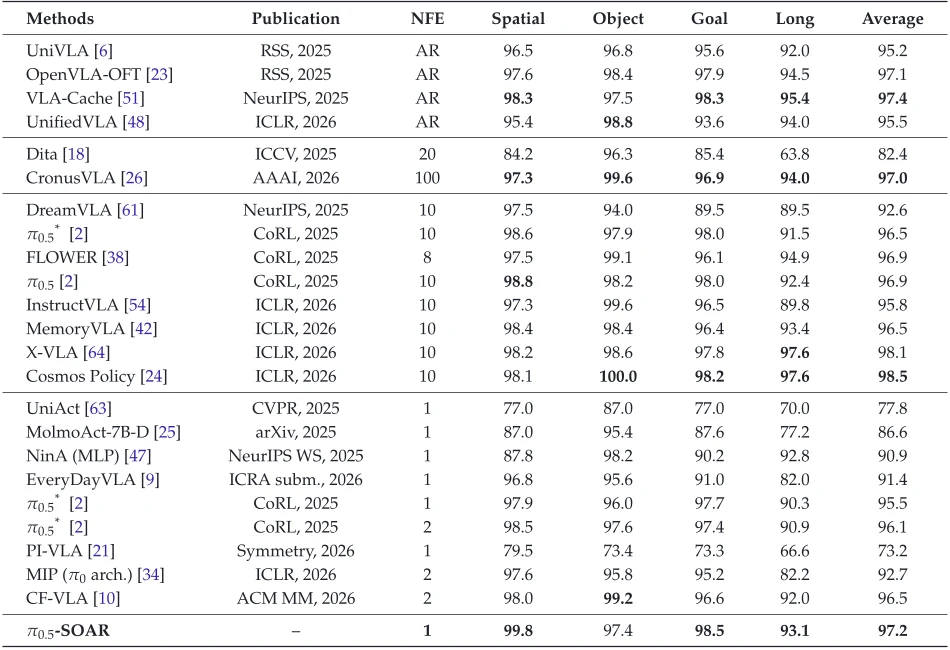 Methods Publication NFE Spatial Object Goal Long Average
UniVLA [6] RSS, 2025 AR 96.5 96.8 95.6 92.0 95.2
OpenVLA-OFT [23] RSS, 2025 AR 97.6 98.4 97.9 94.5 97.1
VLA-Cache [51] NeurIPS, 2025 AR 98.3 97.5 98.3 95.4 97.4
UnifiedVLA [48] ICLR, 2026 AR 95.4 98.8 93.6 94.0 95.5
Dita [18] ICCV, 2025 20 84.2 96.3 85.4 63.8 82.4
CronusVLA [26] AAAI, 2026 100 97.3 99.6 96.9 94.0 97.0
DreamVLA [61] NeurIPS, 2025 10 97.5 94.0 89.5 89.5 92.6
π0.5* [2] CoRL, 2025 10 98.6 97.9 98.0 91.5 96.5
FLOWER [38] CoRL, 2025 8 97.5 99.1 96.1 94.9 96.9
π0.5 [2] CoRL, 2025 10 98.8 98.2 98.0 92.4 96.9
InstructVLA [54] ICLR, 2026 10 97.3 99.6 96.5 89.8 95.8
MemoryVLA [42] ICLR, 2026 10 98.4 98.4 96.4 93.4 96.5
X-VLA [64] ICLR, 2026 10 98.2 98.6 97.8 97.6 98.1
Cosmos Policy [24] ICLR, 2026 10 98.1 100.0 98.2 97.6 98.5
UniAct [63] CVPR, 2025 1 77.0 87.0 77.0 70.0 77.8
MolmoAct-7B-D [25] arXiv, 2025 1 87.0 95.4 87.6 77.2 86.6
NinA (MLP) [47] NeurIPS WS, 2025 1 87.8 98.2 90.2 92.8 90.9
EveryDayVLA [9] ICRA subm., 2026 1 96.8 95.6 91.0 82.0 91.4
π0.5* [2] CoRL, 2025 1 97.9 96.0 97.7 90.3 95.5
π0.5* [2] CoRL, 2025 2 98.5 97.6 97.4 90.9 96.1
PI-VLA [21] Symmetry, 2026 1 79.5 73.4 73.3 66.6 73.2
MIP (π0 arch.) [34] ICLR, 2026 2 97.6 95.8 95.2 82.2 92.7
CF-VLA [10] ACM MM, 2026 2 98.0 99.2 96.6 92.0 96.5
π0.5-SOAR – 1 99.8 97.4 98.5 93.1 97.2